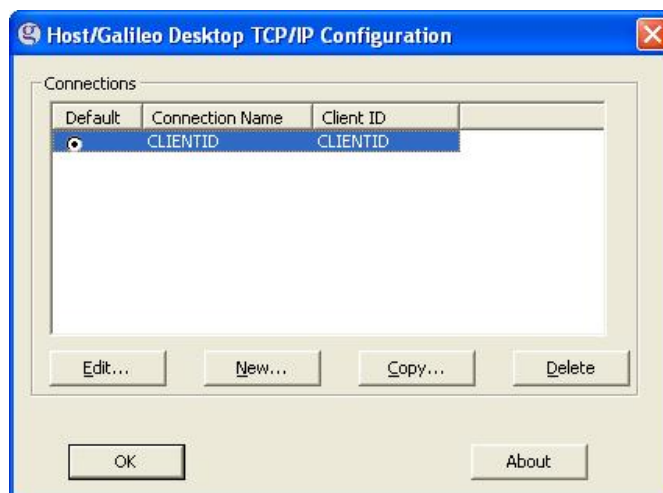 Host/Galileo Desktop TCP/IP Configuration
Connections
Default Connection Name Client ID
CLIENTID CLIENTID
Edit... New... Copy... Delete
OK About